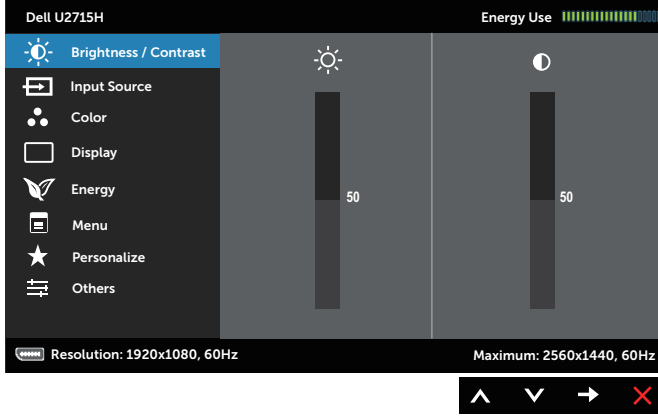 Dell U2715H
Energy Use
Brightness / Contrast
Input Source
Color
Display
Energy
Menu
Personalize
Others
50
50
Resolution: 1920x1080, 60Hz
Maximum: 2560x1440, 60Hz